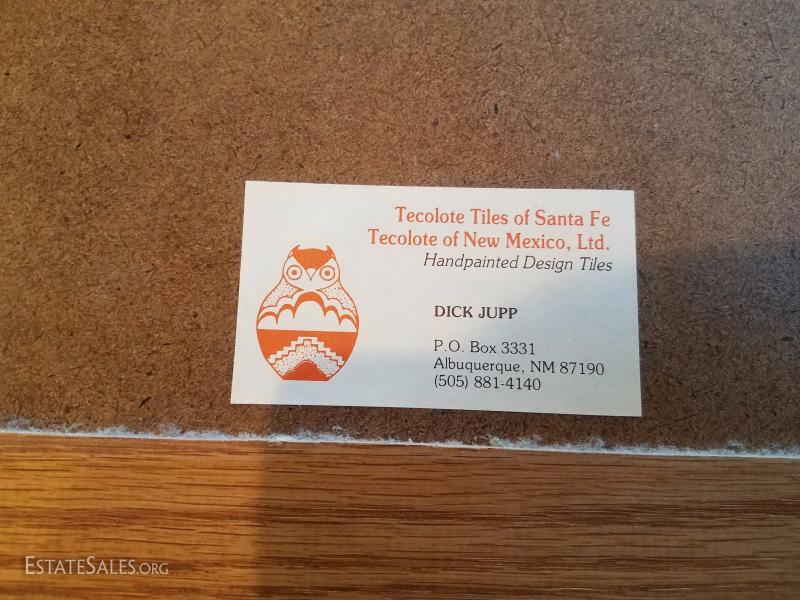 Tecolote Tiles of Santa Fe
Tecolote of New Mexico, Ltd.
Handpainted Design Tiles
DICK JUPP
P.O. Box 3331
Albuquerque, NM 87190
(505) 881-4140
ESTATESALES.ORG